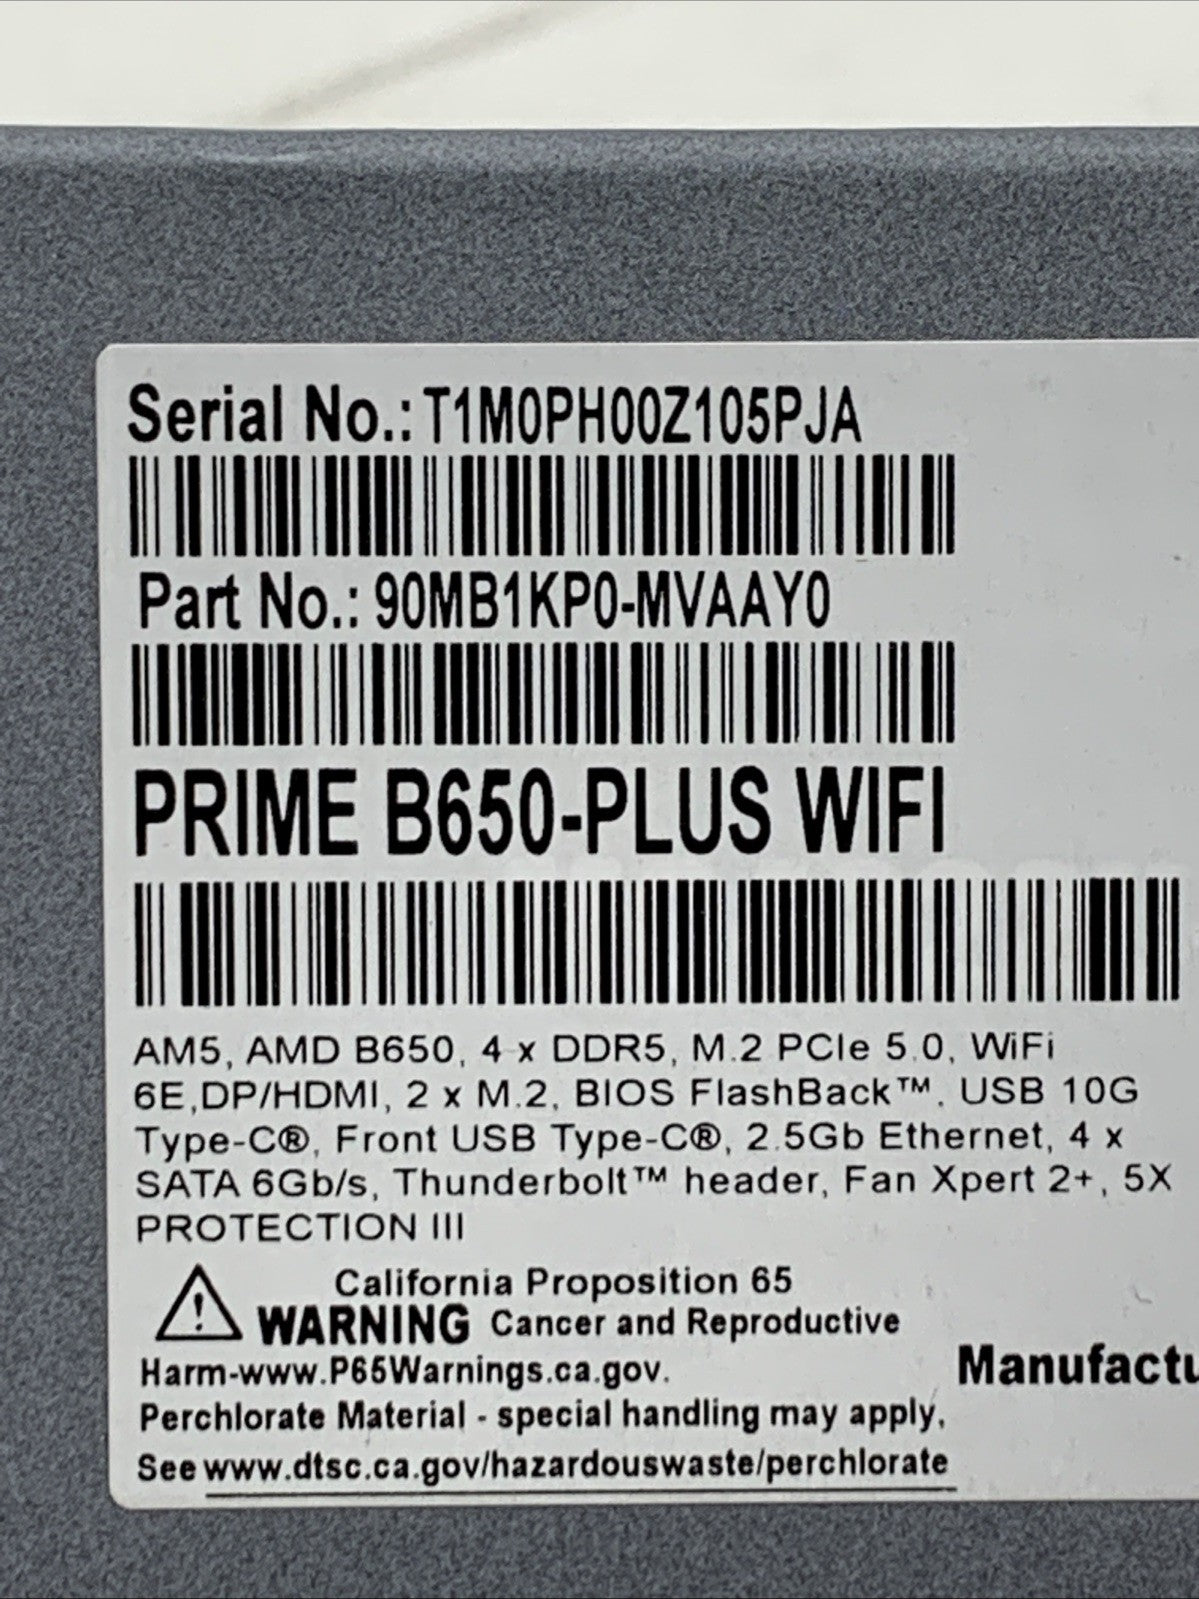 Serial No.: T1M0PH00Z105PJA
Part No.: 90MB1KP0-MVAAY0
PRIME B650-PLUS WIFI
AM5, AMD B650, 4 x DDR5, M.2 PCIe 5.0, WiFi
6E,DP/HDMI, 2 x M.2, BIOS FlashBack™, USB 10G
Type-C®, Front USB Type-C®, 2.5Gb Ethernet, 4 x
SATA 6Gb/s, Thunderbolt™ header, Fan Xpert 2+, 5X
PROTECTION III
California Proposition 65
WARNING Cancer and Reproductive
Harm-www.P65Warnings.ca.gov.
Manufactu
Perchlorate Material - special handling may apply,
See www.dtsc.ca.gov/hazardouswaste/perchlorate